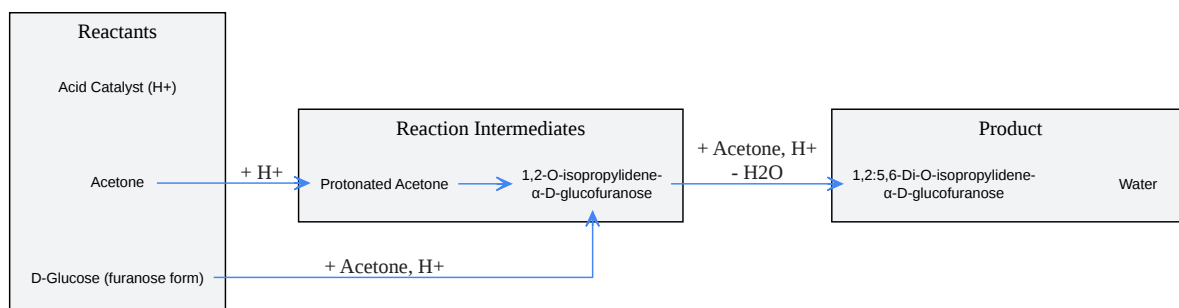 Reactants
Acid Catalyst (H+)
Acetone
D-Glucose (furanose form)
+ H+
+ Acetone, H+
Reaction Intermediates
Protonated Acetone
1,2-O-isopropylidene-
α-D-glucofuranose
+ Acetone, H+
- H2O
Product
1,2:5,6-Di-O-isopropylidene-
α-D-glucofuranose
Water